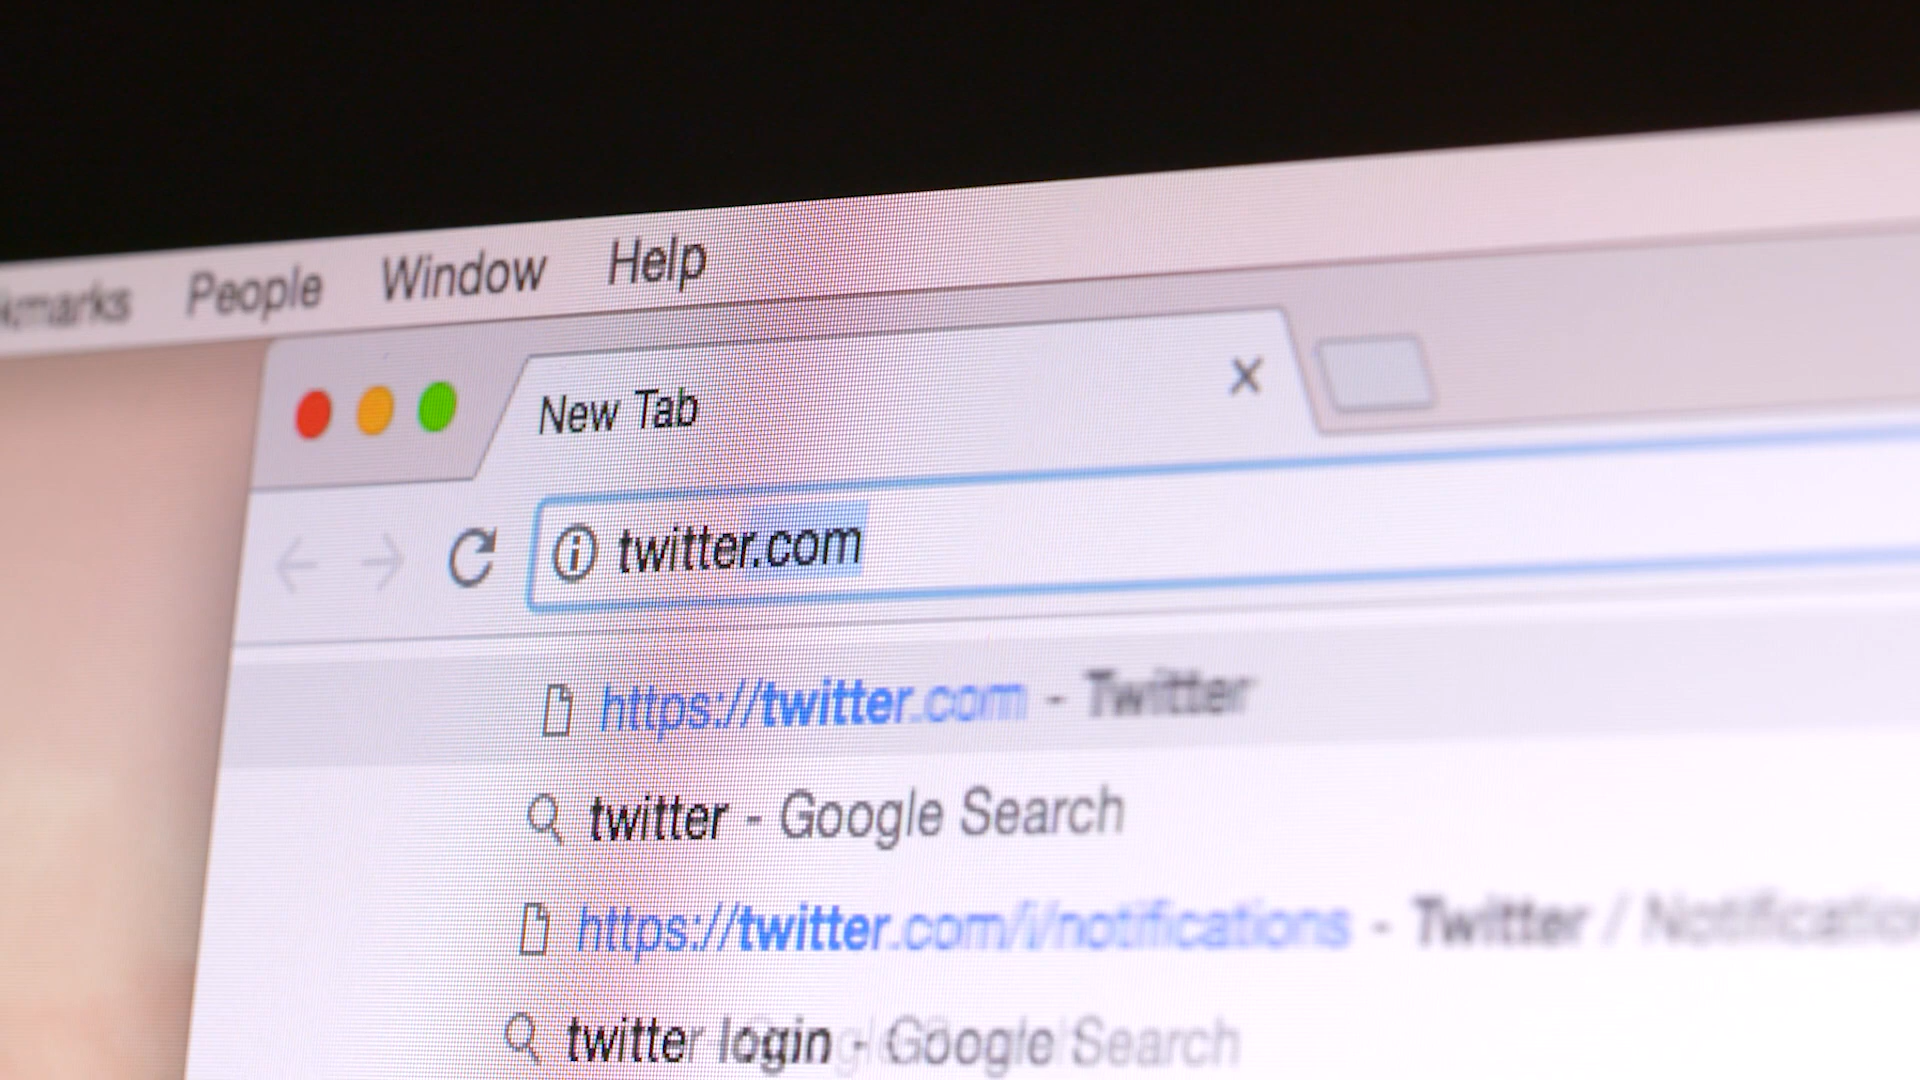 People Window Help
New Tab
twitter.com
https://twitter.com - Twitter
twitter - Google Search
https://twitter.com/i/notifications - Twitter /
twitter login - Google Search